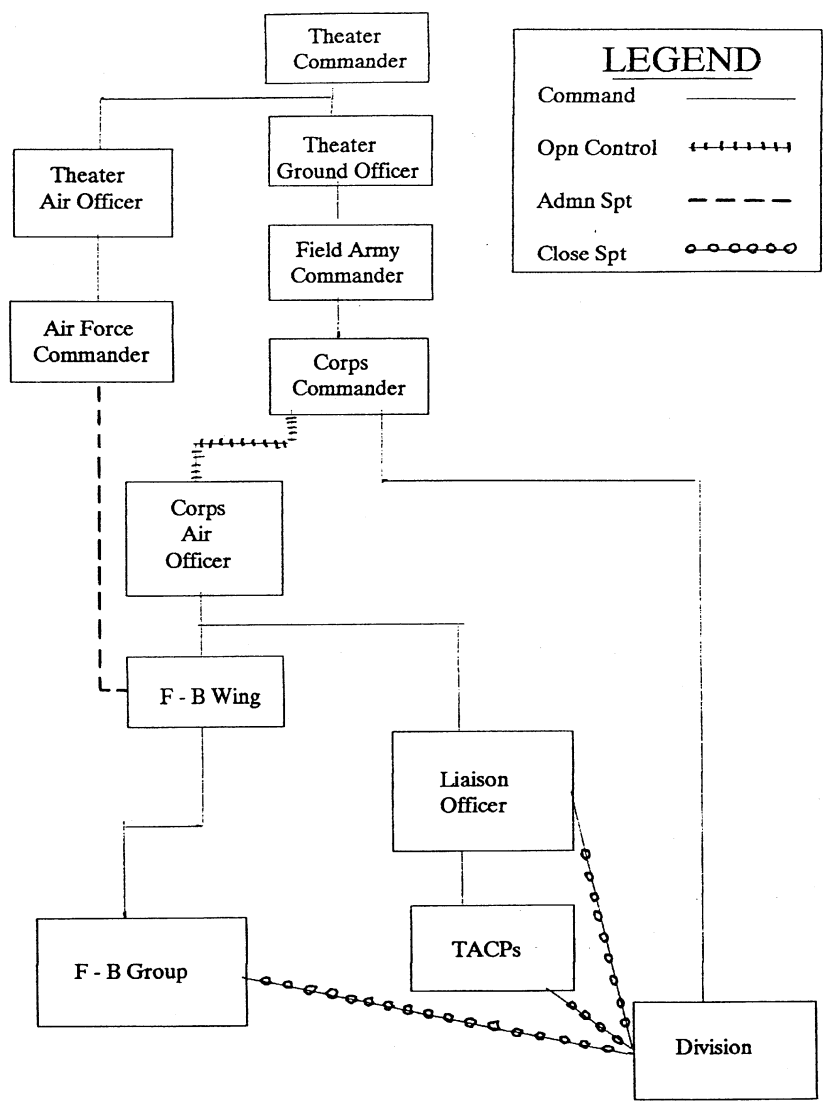 Theater
Commander
LEGEND
Command
Opn Control
Admn Spt
Close Spt
Theater
Ground Officer
Theater
Air Officer
Field Army
Commander
Air Force
Commander
Corps
Commander
Corps
Air
Officer
F - B Wing
Liaison
Officer
TACPs
F - B Group
Division